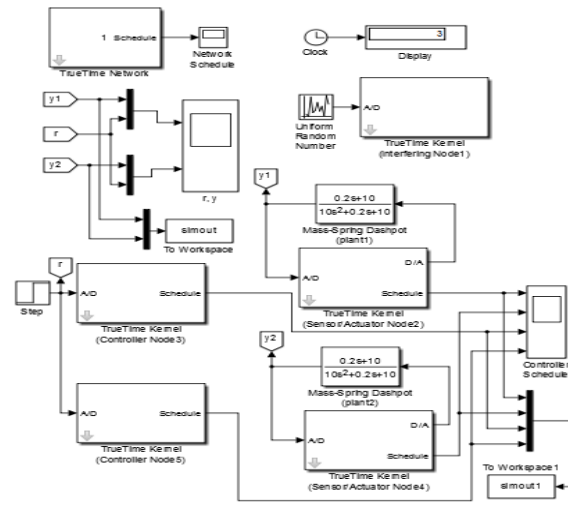 1 Schedule
TrueTime Network
Network
Schedule
Clock
3
Display
y1
r
y2
r, y
simout
To Workspace
Uniform
Random
Number
A/D
TrueTime Kernel
(Interfering Node1)
y1
0.2s+10
10s²+0.2s+10
Mass-Spring Dashpot
(plant1)
D/A
A/D
Schedule
TrueTime Kernel
(Sensor/Actuator Node2)
r
Step
A/D
Schedule
TrueTime Kernel
(Controller Node3)
Controller
Schedule
y2
0.2s+10
10s²+0.2s+10
Mass-Spring Dashpot
(plant2)
A/D
Schedule
TrueTime Kernel
(Controller Node5)
D/A
A/D
Schedule
TrueTime Kernel
(Sensor/Actuator Node4)
To Workspace1
simout1